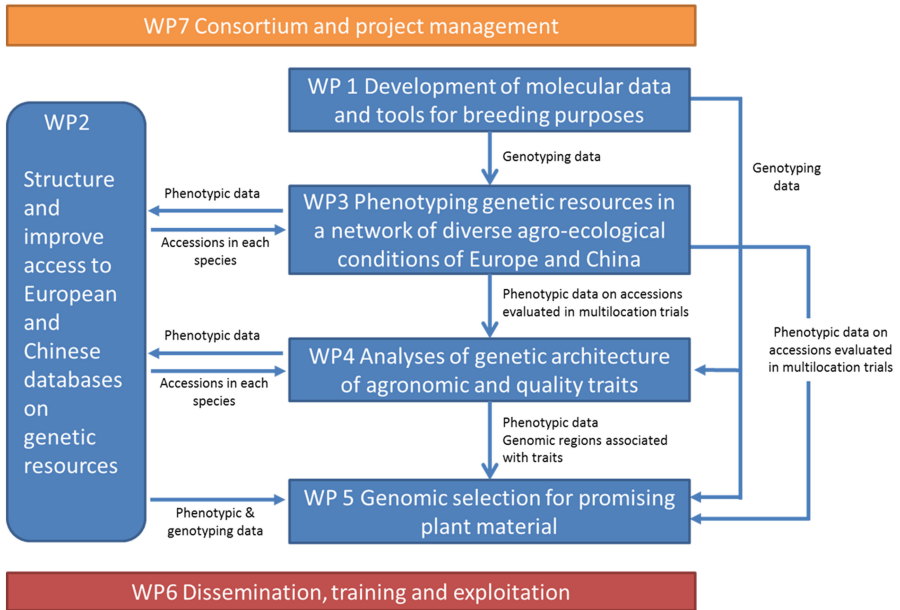 WP7 Consortium and project management
WP2
Structure
and
improve
access to
European
and
Chinese
databases
on
genetic
resources
WP 1 Development of molecular data
and tools for breeding purposes
Genotyping data
Genotyping
data
Phenotypic data
Accessions in each
species
WP3 Phenotyping genetic resources in
a network of diverse agro-ecological
conditions of Europe and China
Phenotypic data on accessions
evaluated in multilocation trials
Phenotypic data on
accessions evaluated
in multilocation trials
Phenotypic data
Accessions in each
species
WP4 Analyses of genetic architecture
of agronomic and quality traits
Phenotypic data
Genomic regions associated
with traits
Phenotypic &
genotyping data
WP 5 Genomic selection for promising
plant material
WP6 Dissemination, training and exploitation